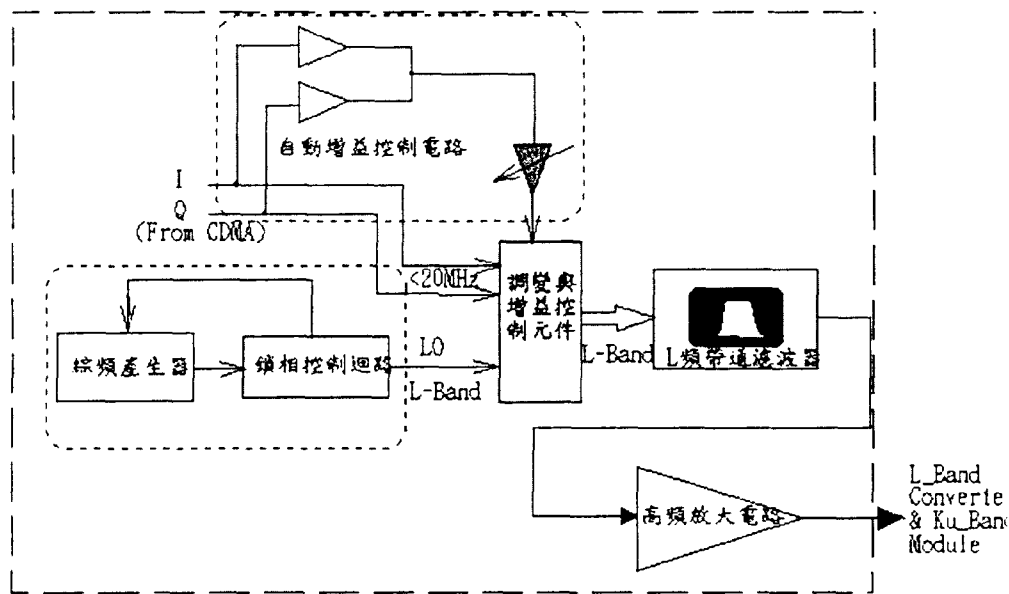 自動增益控制電路
I
Q
(From CDMA)
<20MHz
調變與
增益控
制元件
綜頻產生器
鎖相控制迴路
LO
L-Band
L-Band
L頻帶通濾波器
高頻放大電路
L_Band
Converte
& Ku_Ban
Module